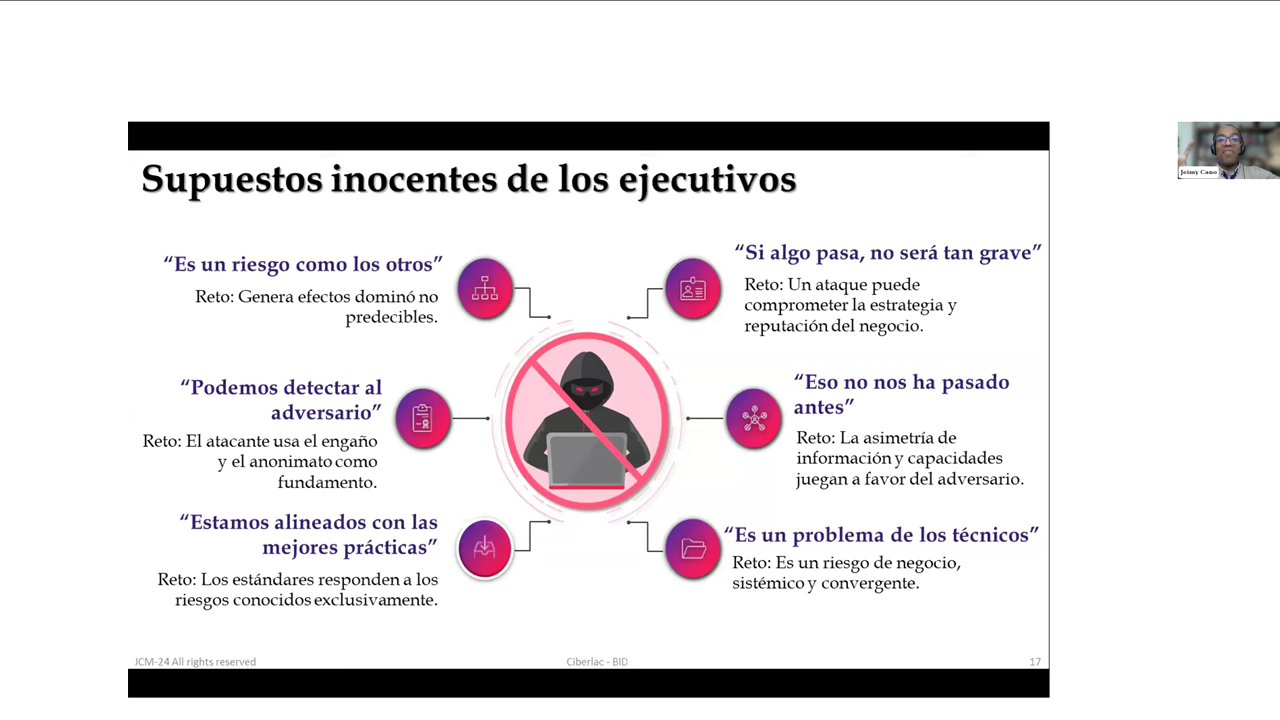 Supuestos inocentes de los ejecutivos
“Es un riesgo como los otros”
Reto: Genera efectos dominó no
predecibles.
“Podemos detectar al
adversario”
Reto: El atacante usa el engaño
y el anonimato como
fundamento.
“Estamos alineados con las
mejores prácticas”
Reto: Los estándares responden a los
riesgos conocidos exclusivamente.
“Si algo pasa, no será tan grave”
Reto: Un ataque puede
comprometer la estrategia y
reputación del negocio.
“Eso no nos ha pasado
antes”
Reto: La asimetría de
información y capacidades
juegan a favor del adversario.
“Es un problema de los técnicos”
Reto: Es un riesgo de negocio,
sistémico y convergente.
JCM-24 All rights reserved
Ciberlac - BID
17
Jeimy Cano